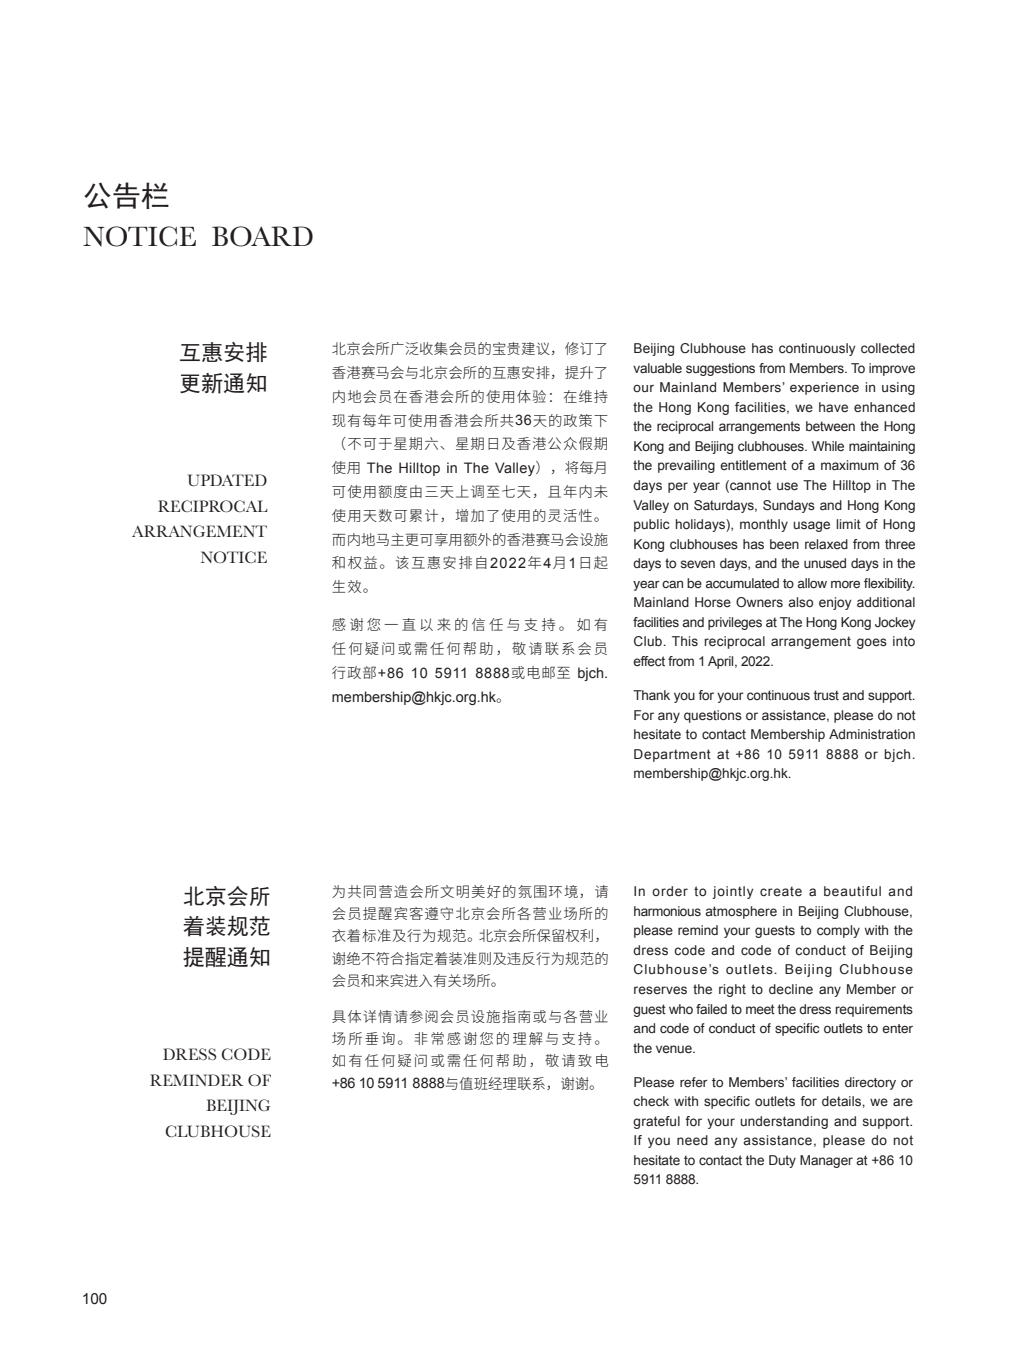 公告栏
NOTICE BOARD
互惠安排
更新通知
UPDATED
RECIPROCAL
ARRANGEMENT
NOTICE
北京会所广泛收集会员的宝贵建议，修订了
香港赛马会与北京会所的互惠安排，提升了
内地会员在香港会所的使用体验：在维持
现有每年可使用香港会所共36天的政策下
（不可于星期六、星期日及香港公众假期
使用 The Hilltop in The Valley），将每月
可使用额度由三天上调至七天，且年内未
使用天数可累计，增加了使用的灵活性。
而内地马主更可享用额外的香港赛马会设施
和权益。该互惠安排自2022年4月1日起
生效。
感谢您一直以来的信任与支持。如有
任何疑问或需任何帮助，敬请联系会员
行政部+86 10 5911 8888或电邮至 bjch.
membership@hkjc.org.hk。
Beijing Clubhouse has continuously collected
valuable suggestions from Members. To improve
our Mainland Members’ experience in using
the Hong Kong facilities, we have enhanced
the reciprocal arrangements between the Hong
Kong and Beijing clubhouses. While maintaining
the prevailing entitlement of a maximum of 36
days per year (cannot use The Hilltop in The
Valley on Saturdays, Sundays and Hong Kong
public holidays), monthly usage limit of Hong
Kong clubhouses has been relaxed from three
days to seven days, and the unused days in the
year can be accumulated to allow more flexibility.
Mainland Horse Owners also enjoy additional
facilities and privileges at The Hong Kong Jockey
Club. This reciprocal arrangement goes into
effect from 1 April, 2022.
Thank you for your continuous trust and support.
For any questions or assistance, please do not
hesitate to contact Membership Administration
Department at +86 10 5911 8888 or bjch.
membership@hkjc.org.hk.
北京会所
着装规范
提醒通知
DRESS CODE
REMINDER OF
BEIJING
CLUBHOUSE
为共同营造会所文明美好的氛围环境，请
会员提醒宾客遵守北京会所各营业场所的
衣着标准及行为规范。北京会所保留权利，
谢绝不符合指定着装准则及违反行为规范的
会员和来宾进入有关场所。
具体详情请参阅会员设施指南或与各营业
场所垂询。非常感谢您的理解与支持。
如有任何疑问或需任何帮助，敬请致电
+86 10 5911 8888与值班经理联系，谢谢。
In order to jointly create a beautiful and
harmonious atmosphere in Beijing Clubhouse,
please remind your guests to comply with the
dress code and code of conduct of Beijing
Clubhouse’s outlets. Beijing Clubhouse
reserves the right to decline any Member or
guest who failed to meet the dress requirements
and code of conduct of specific outlets to enter
the venue.
Please refer to Members’ facilities directory or
check with specific outlets for details, we are
grateful for your understanding and support.
If you need any assistance, please do not
hesitate to contact the Duty Manager at +86 10
5911 8888.
100